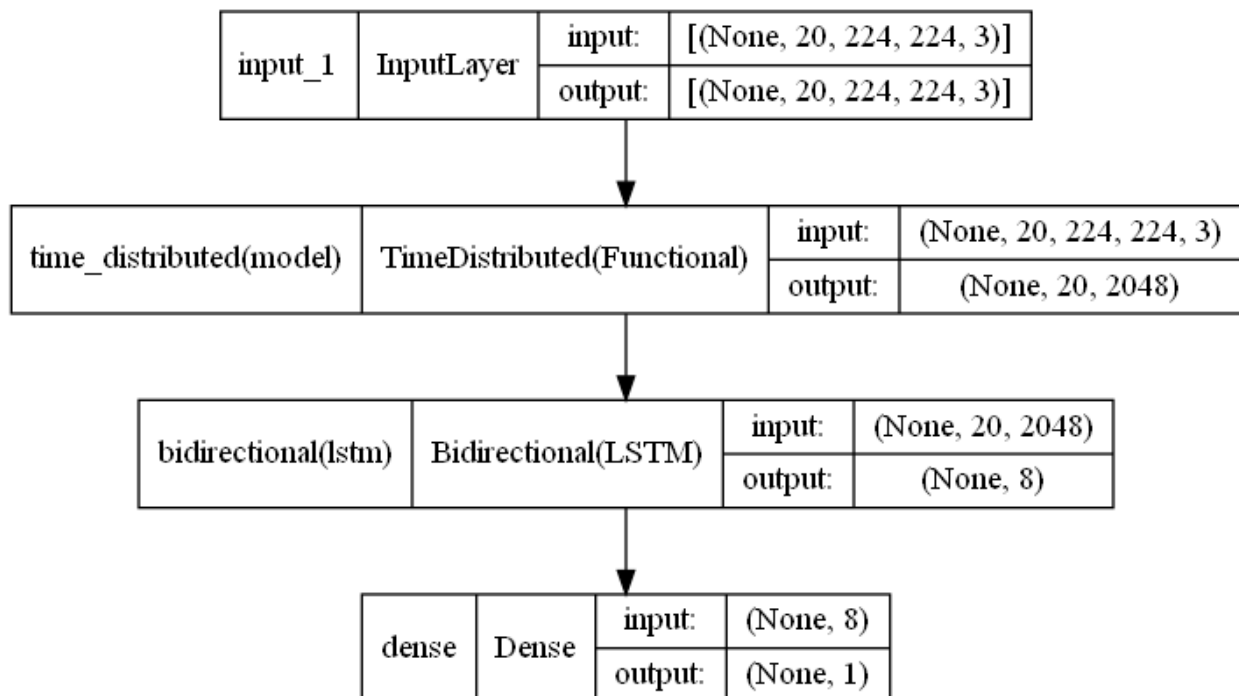 input_1 InputLayer input: [(None, 20, 224, 224, 3)]
output: [(None, 20, 224, 224, 3)]
time_distributed(model) TimeDistributed(Functional) input: (None, 20, 224, 224, 3)
output: (None, 20, 2048)
bidirectional(lstm) Bidirectional(LSTM) input: (None, 20, 2048)
output: (None, 8)
dense Dense input: (None, 8)
output: (None, 1)